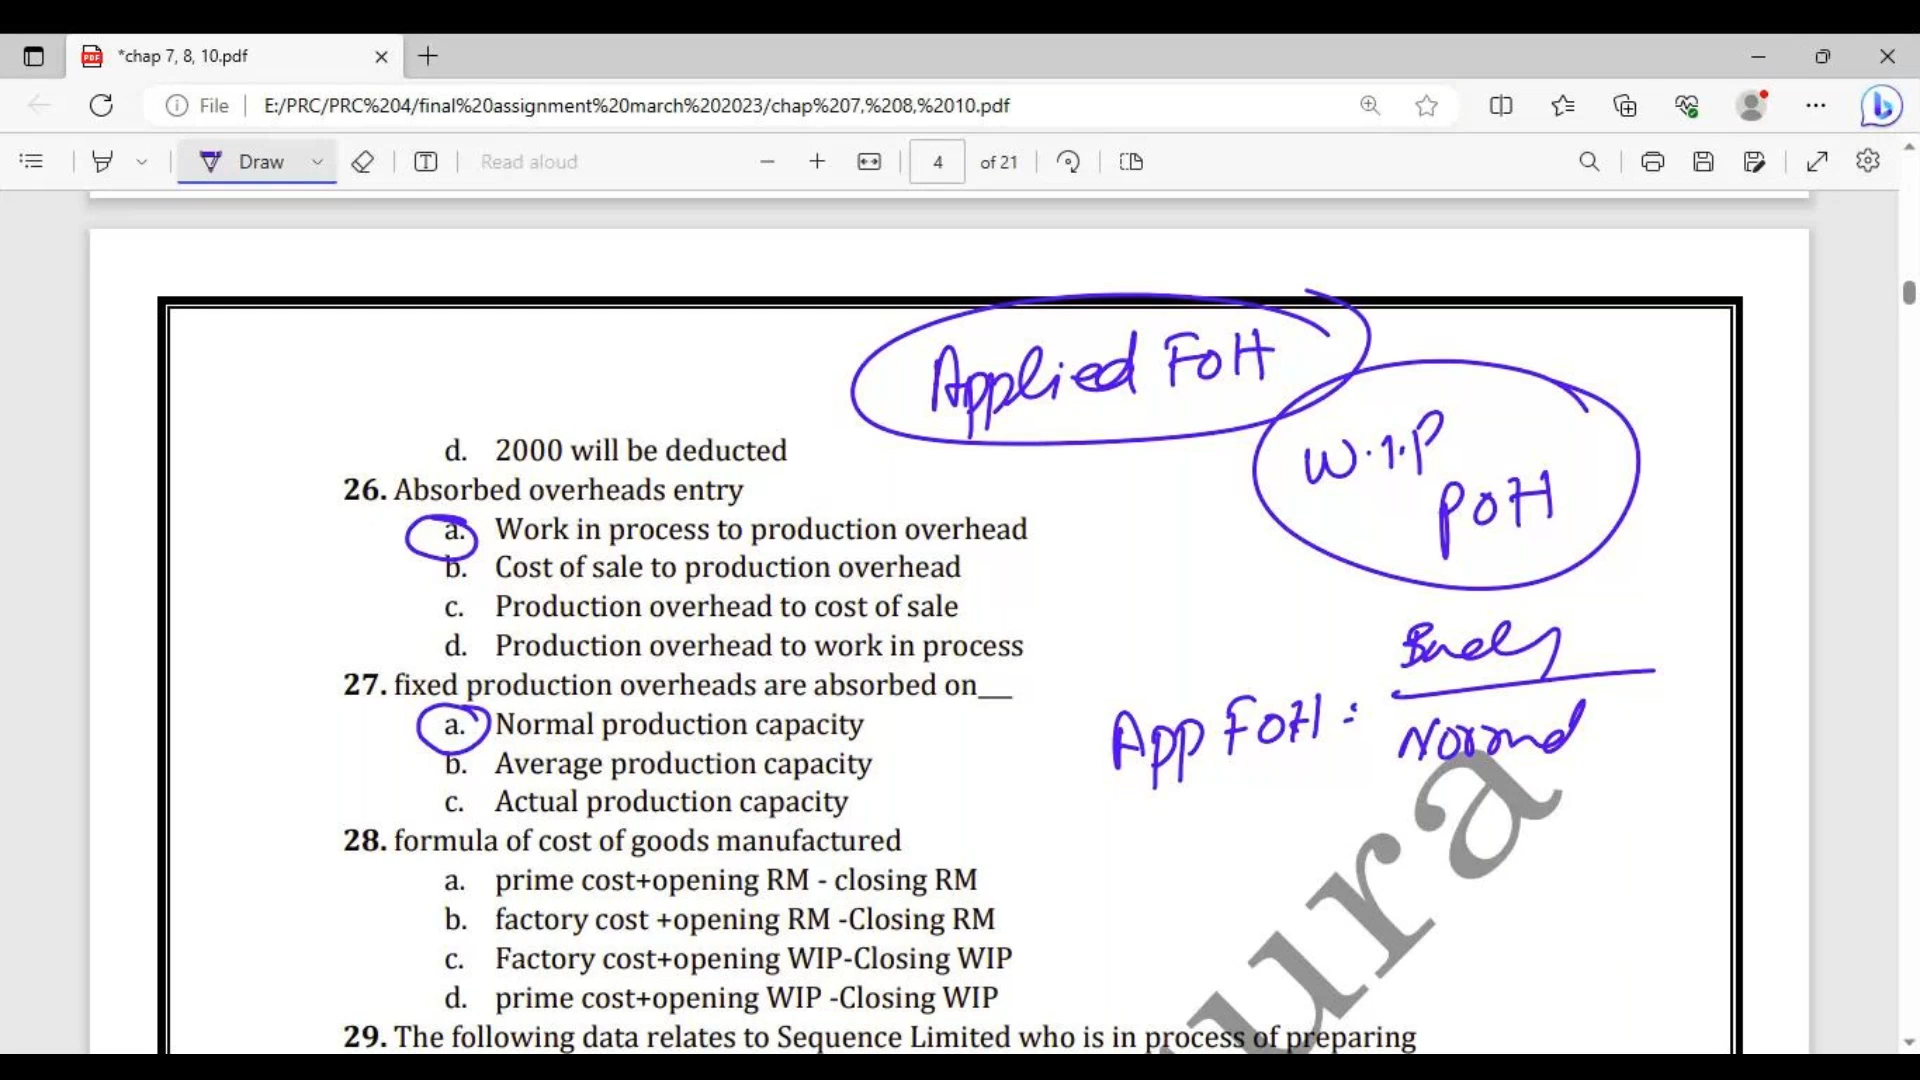 *chap 7, 8, 10.pdf
File
E:/PRC/PRC%204/final%20assignment%20march%202023/chap%207,%208,%2010.pdf
Draw
Read aloud
4 of 21
Applied FOH
W.I.P
POH
d. 2000 will be deducted
26. Absorbed overheads entry
a. Work in process to production overhead
b. Cost of sale to production overhead
c. Production overhead to cost of sale
d. Production overhead to work in process
27. fixed production overheads are absorbed on___
a. Normal production capacity
b. Average production capacity
c. Actual production capacity
App FOH =
Normal
28. formula of cost of goods manufactured
a. prime cost+opening RM - closing RM
b. factory cost +opening RM -Closing RM
c. Factory cost+opening WIP-Closing WIP
d. prime cost+opening WIP -Closing WIP
29. The following data relates to Sequence Limited who is in process of preparing
ura